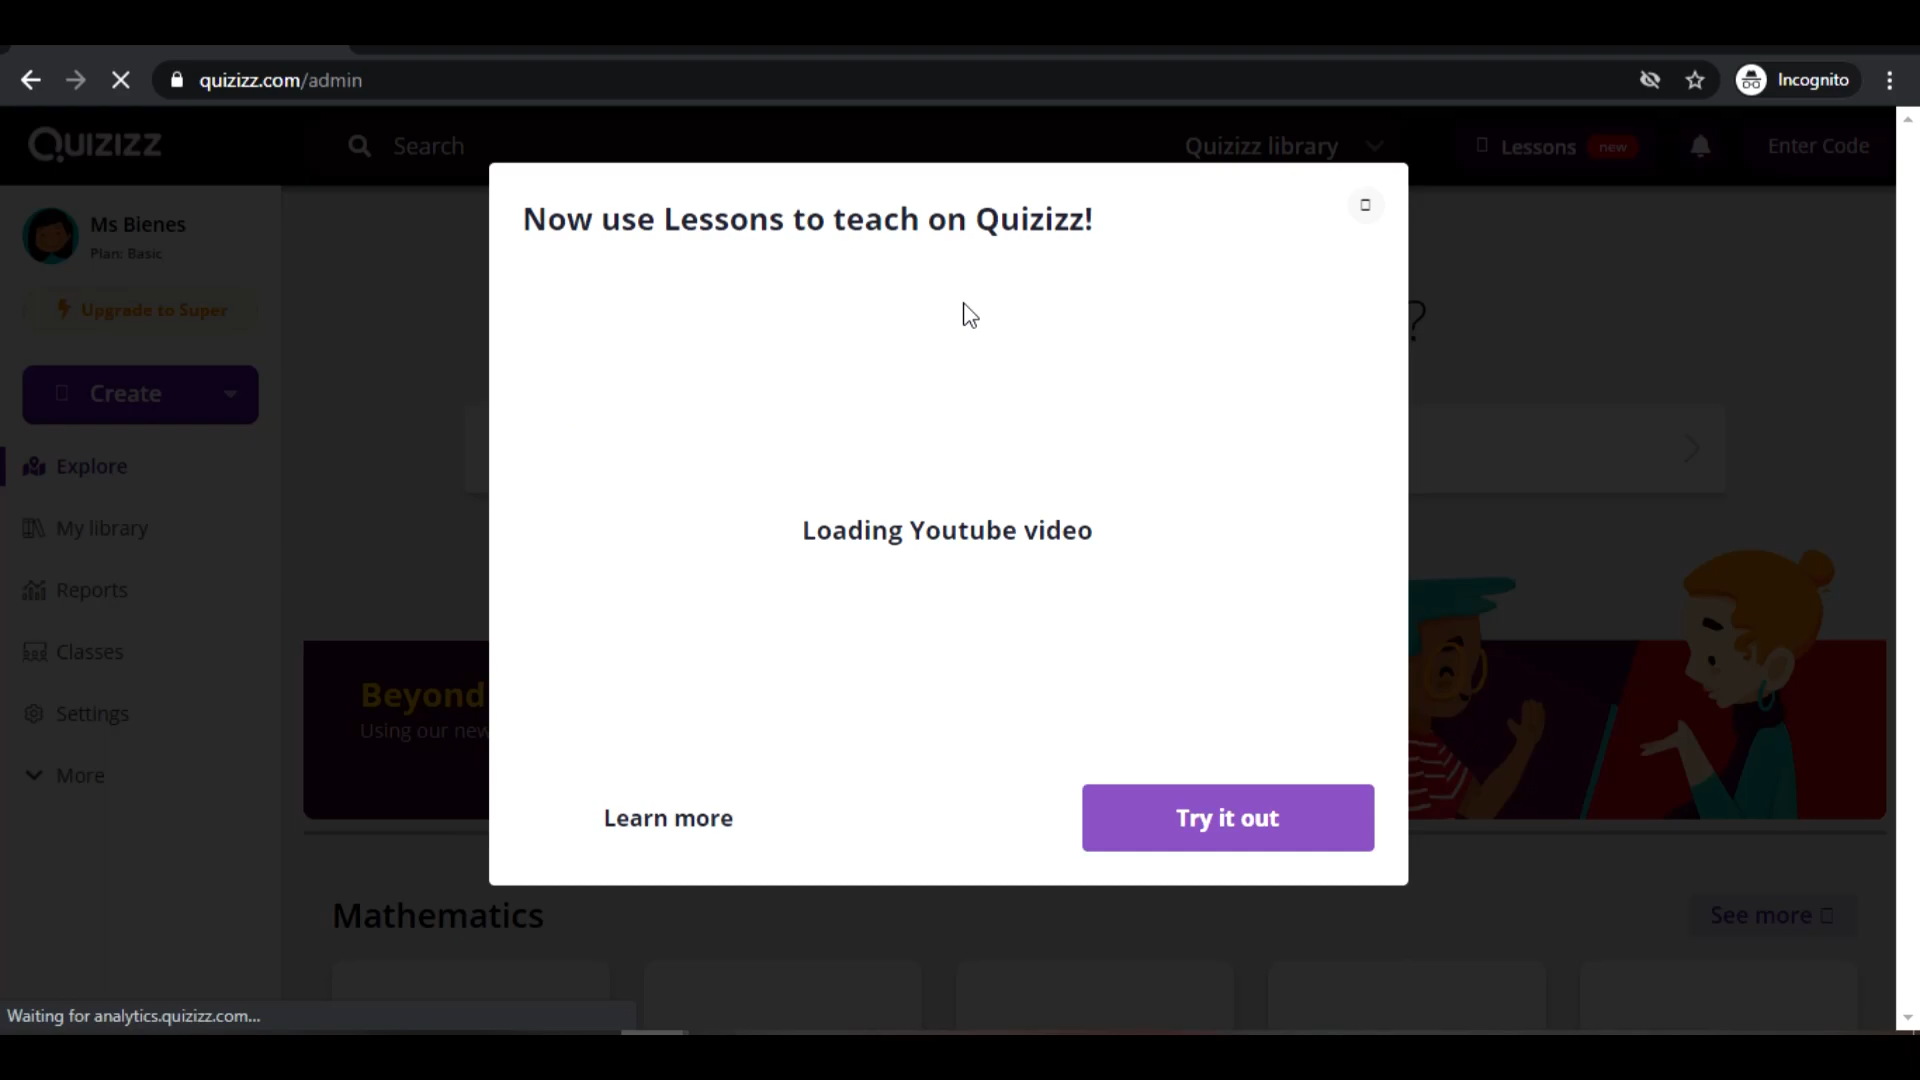 quizizz.com/admin
Incognito
Quizizz
Search
Quizizz library
Lessons new
Enter Code
Ms Bienes
Plan: Basic
Upgrade to Super
Create
Explore
My library
Reports
Classes
Settings
More
Now use Lessons to teach on Quizizz!
Loading Youtube video
Learn more
Try it out
?
Beyond
Using our new
Mathematics
See more
Waiting for analytics.quizizz.com...